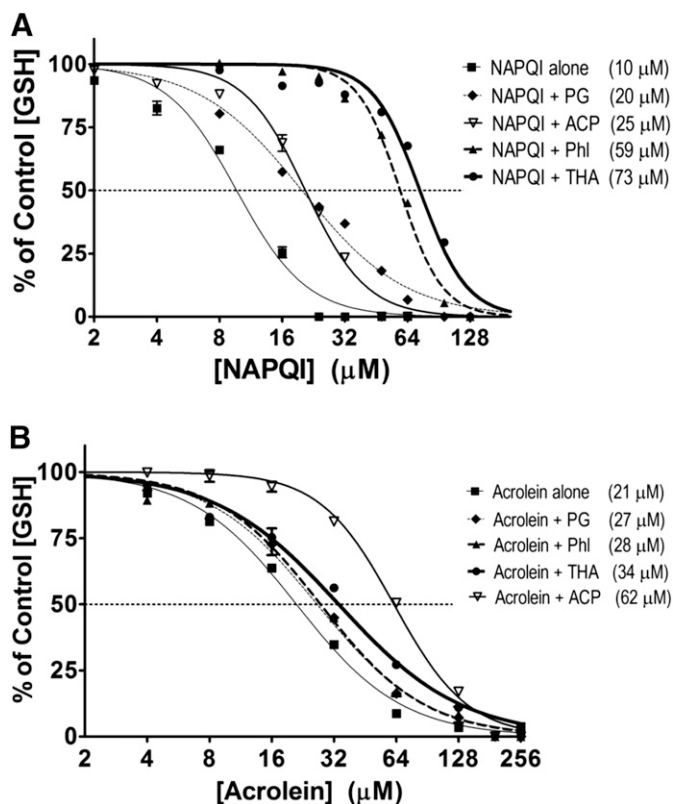 A
% of Control [GSH]
100
75
50
25
0
2 4 8 16 32 64 128
[NAPQI] (μM)
NAPQI alone (10 μM)
NAPQI + PG (20 μM)
NAPQI + ACP (25 μM)
NAPQI + Phl (59 μM)
NAPQI + THA (73 μM)
B
% of Control [GSH]
100
75
50
25
0
2 4 8 16 32 64 128 256
[Acrolein] (μM)
Acrolein alone (21 μM)
Acrolein + PG (27 μM)
Acrolein + Phl (28 μM)
Acrolein + THA (34 μM)
Acrolein + ACP (62 μM)